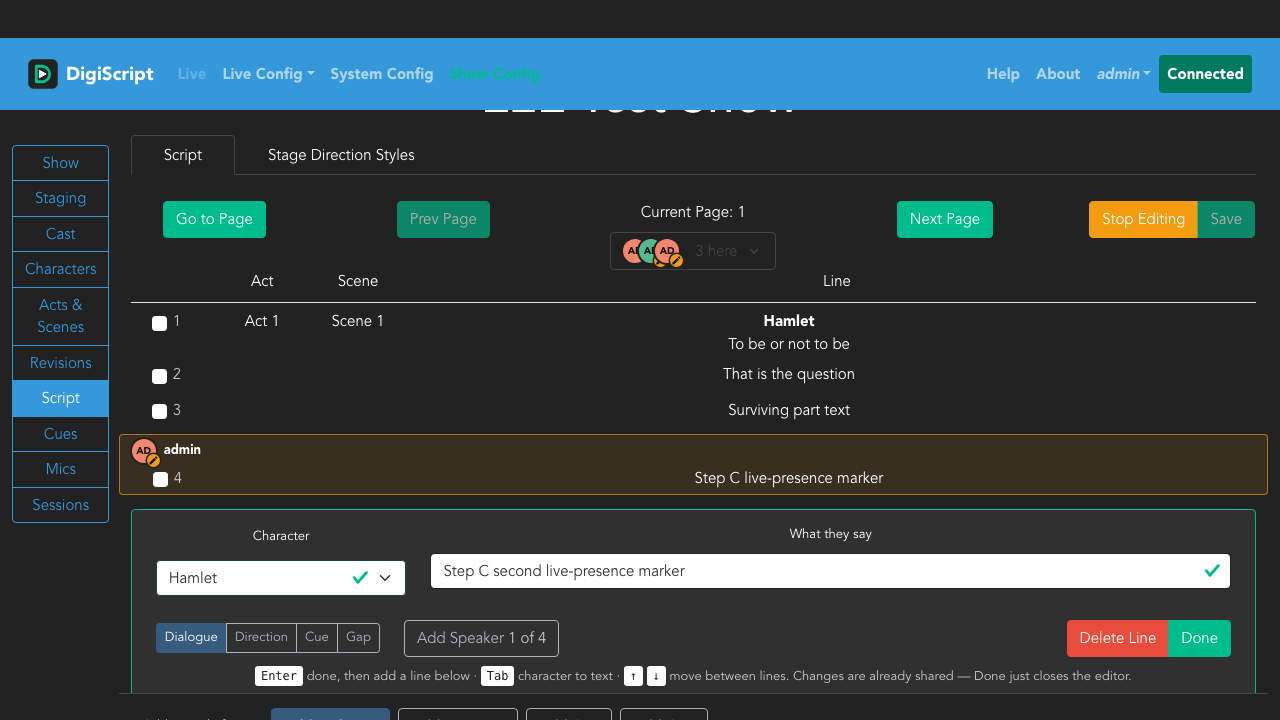 DigiScript Live Live Config System Config Show Config Help About admin Connected
Show
Staging
Cast
Characters
Acts &
Scenes
Revisions
Script
Cues
Mics
Sessions
Script Stage Direction Styles
Go to Page Prev Page Current Page: 1 Next Page Stop Editing Save
AD 3 here
Act Scene Line
1 Act 1 Scene 1 Hamlet
To be or not to be
2 That is the question
3 Surviving part text
AD admin
4 Step C live-presence marker
Character What they say
Hamlet Step C second live-presence marker
Dialogue Direction Cue Gap Add Speaker 1 of 4 Delete Line Done
Enter done, then add a line below · Tab character to text · ↑ ↓ move between lines. Changes are already shared — Done just closes the editor.